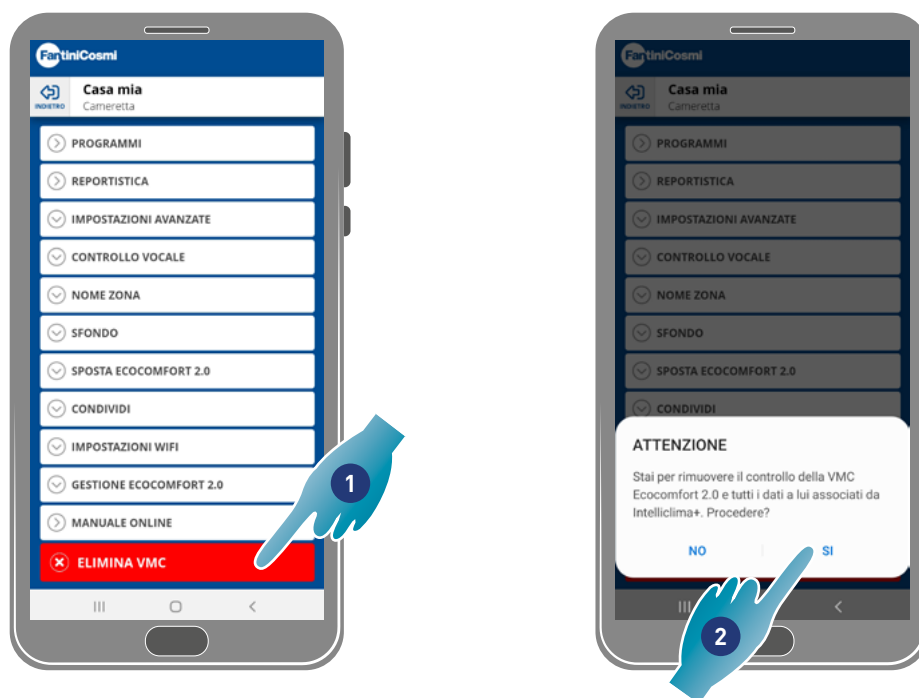 FantiniCosmi
INDIETRO
Casa mia
Cameretta
PROGRAMMI
REPORTISTICA
IMPOSTAZIONI AVANZATE
CONTROLLO VOCALE
NOME ZONA
SFONDO
SPOSTA ECOCOMFORT 2.0
CONDIVIDI
IMPOSTAZIONI WIFI
GESTIONE ECOCOMFORT 2.0
MANUALE ONLINE
ELIMINA VMC
1
FantiniCosmi
INDIETRO
Casa mia
Cameretta
PROGRAMMI
REPORTISTICA
IMPOSTAZIONI AVANZATE
CONTROLLO VOCALE
NOME ZONA
SFONDO
SPOSTA ECOCOMFORT 2.0
CONDIVIDI
ATTENZIONE
Stai per rimuovere il controllo della VMC
Ecocomfort 2.0 e tutti i dati a lui associati da
Intelliclima+. Procedere?
NO SI
2